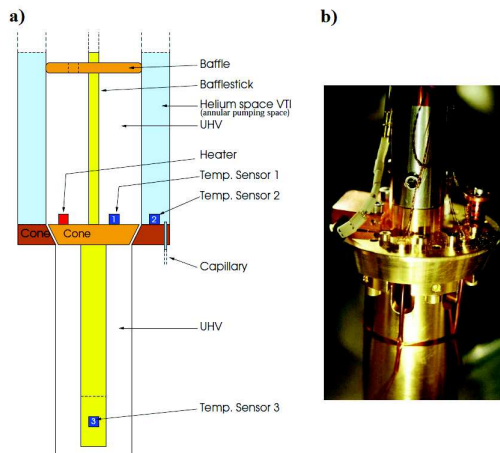 a)
b)
Baffle
Bafflestick
Helium space VTI
(annular pumping space)
UHV
Heater
Temp. Sensor 1
Temp. Sensor 2
1
2
Cone
Cone
Capillary
UHV
Temp. Sensor 3
3